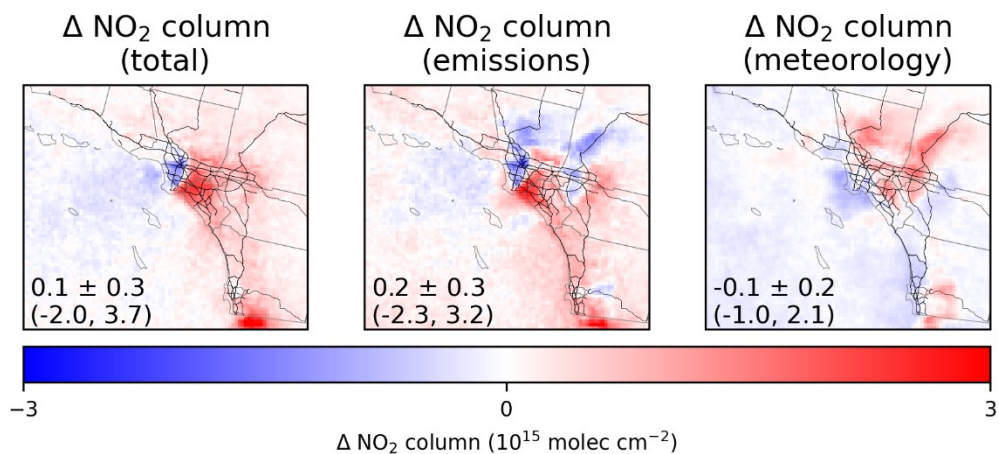 Δ NO₂ column
(total)
Δ NO₂ column
(emissions)
Δ NO₂ column
(meteorology)
0.1 ± 0.3
(-2.0, 3.7)
0.2 ± 0.3
(-2.3, 3.2)
-0.1 ± 0.2
(-1.0, 2.1)
−3
0
3
Δ NO₂ column (10¹⁵ molec cm⁻²)